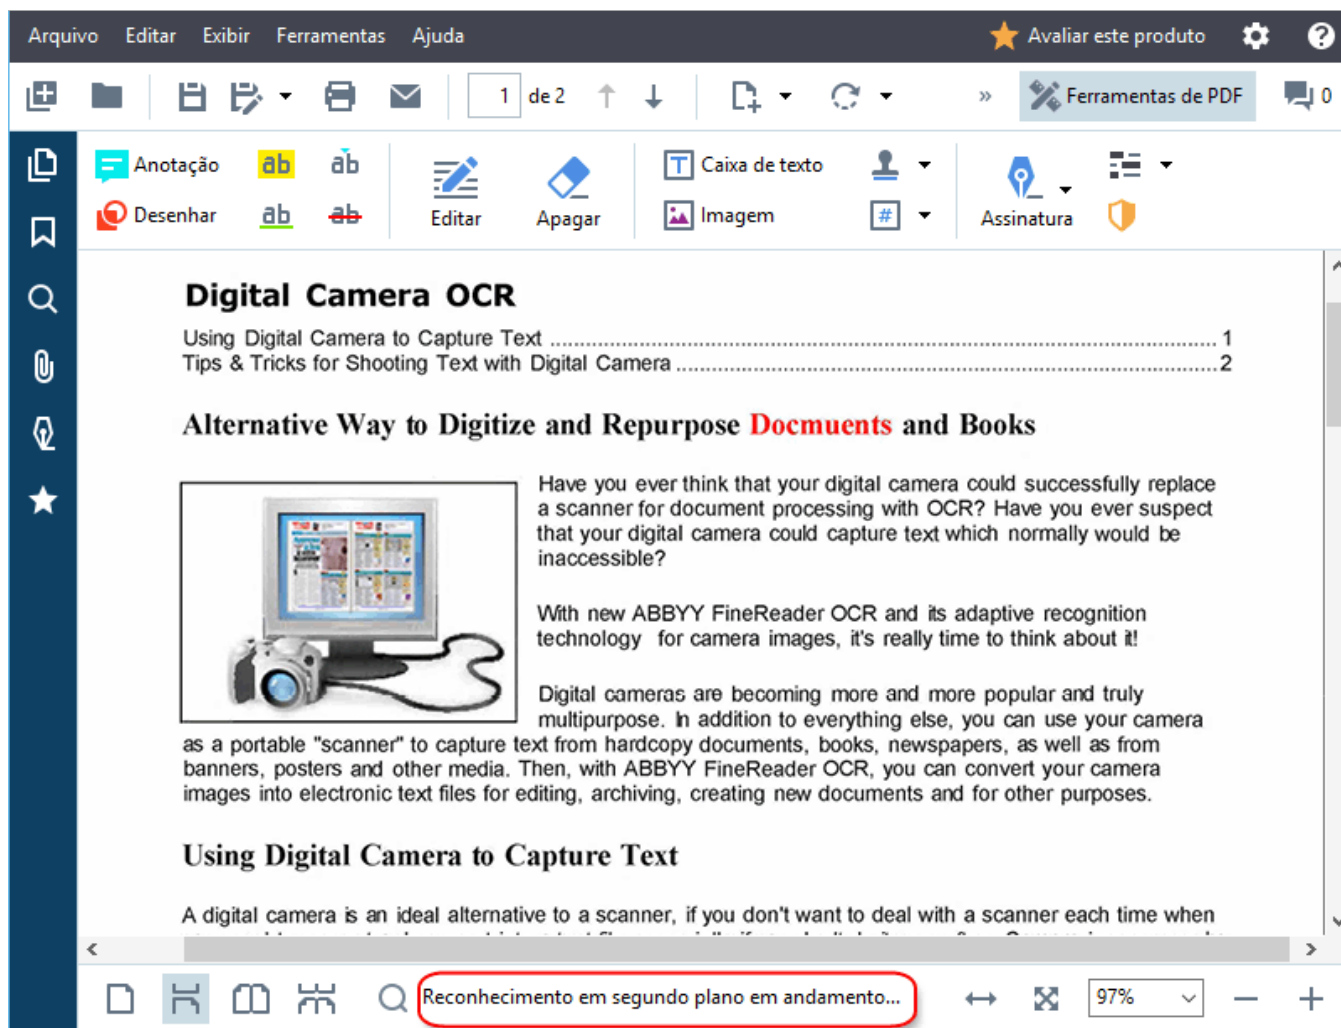 Arquivo Editar Exibir Ferramentas Ajuda Avaliar este produto
1 de 2 Ferramentas de PDF 0
Anotação ab ab Caixa de texto
Desenhar ab ab Editar Apagar Imagem # Assinatura
Digital Camera OCR
Using Digital Camera to Capture Text ........ 1
Tips & Tricks for Shooting Text with Digital Camera ........ 2
Alternative Way to Digitize and Repurpose Docmuents and Books
Have you ever think that your digital camera could successfully replace
a scanner for document processing with OCR? Have you ever suspect
that your digital camera could capture text which normally would be
inaccessible?
With new ABBYY FineReader OCR and its adaptive recognition
technology for camera images, it's really time to think about it!
Digital cameras are becoming more and more popular and truly
multipurpose. In addition to everything else, you can use your camera
as a portable "scanner" to capture text from hardcopy documents, books, newspapers, as well as from
banners, posters and other media. Then, with ABBYY FineReader OCR, you can convert your camera
images into electronic text files for editing, archiving, creating new documents and for other purposes.
Using Digital Camera to Capture Text
A digital camera is an ideal alternative to a scanner, if you don't want to deal with a scanner each time when
Reconhecimento em segundo plano em andamento... 97%